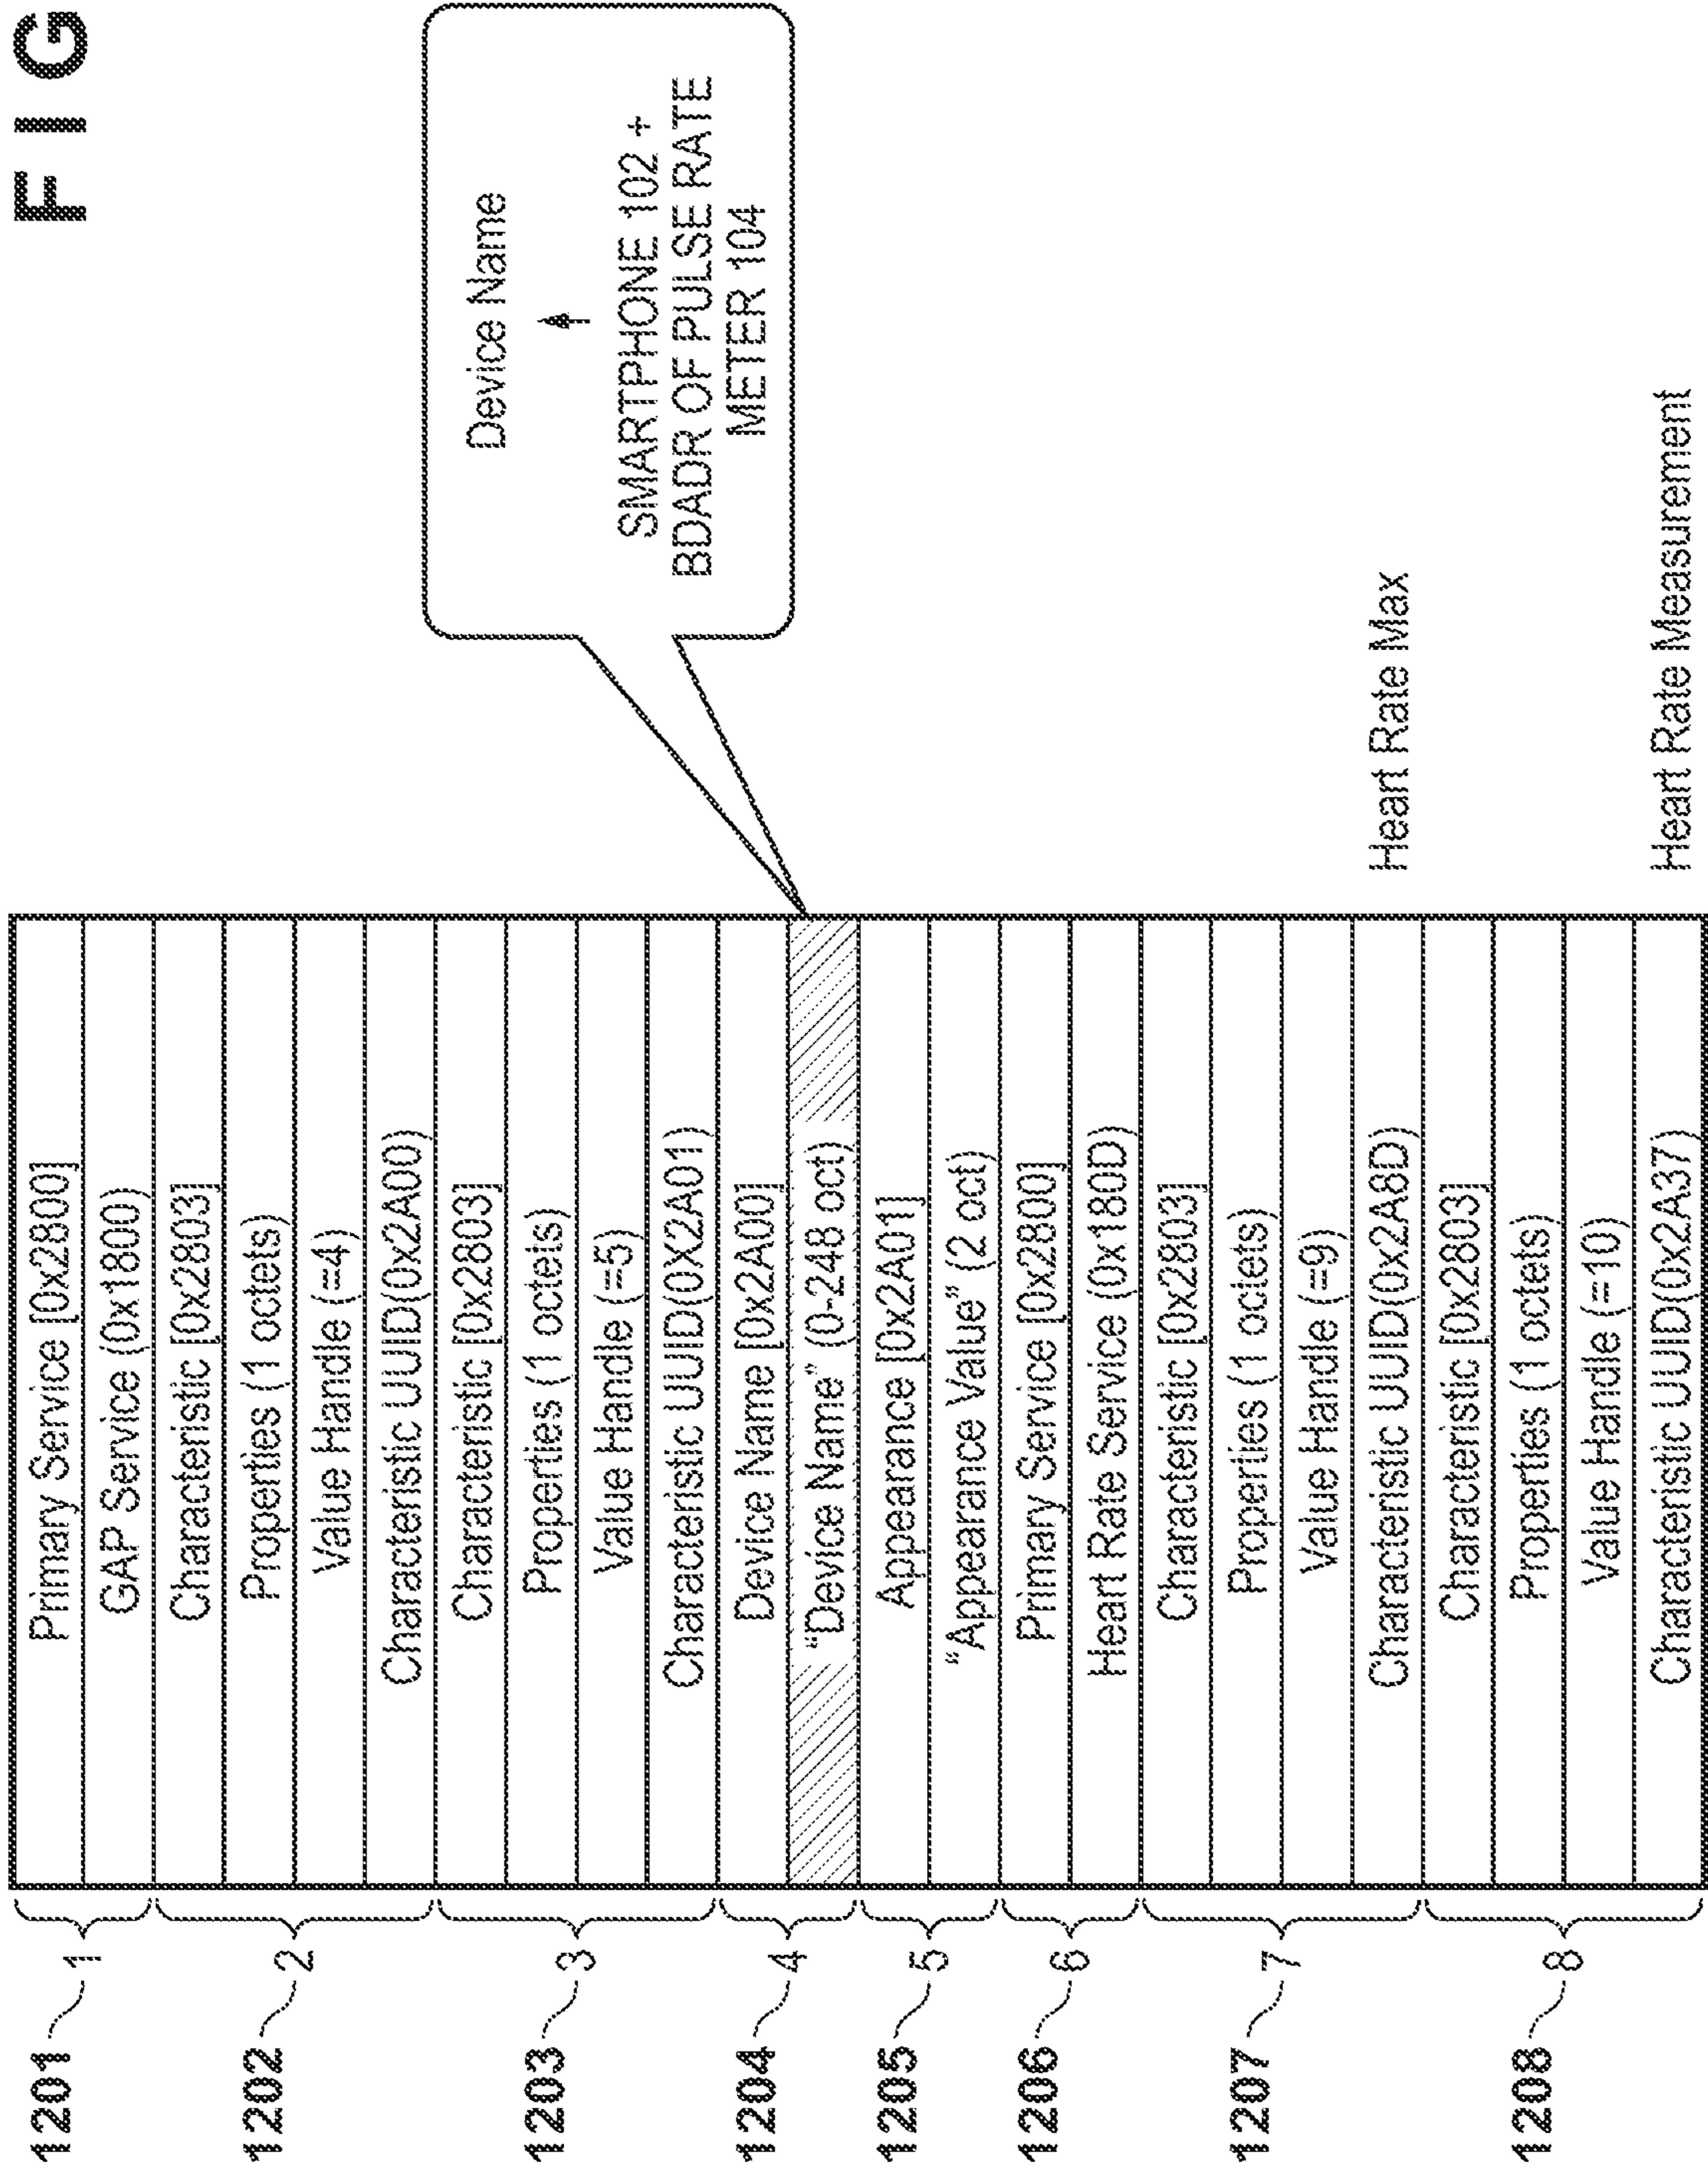 FIG
1201
1
Primary Service [0x2800]
GAP Service (0x1800)
1202
2
Characteristic [0x2803]
Properties (1 octets)
Value Handle (=4)
Characteristic UUID(0x2A00)
1203
3
Characteristic [0x2803]
Properties (1 octets)
Value Handle (=5)
Characteristic UUID(0X2A01)
1204
4
Device Name [0x2A00]
“Device Name” (0-248 oct)
Device Name
SMARTPHONE 102 +
BDADR OF PULSE RATE
METER 104
1205
5
Appearance [0x2A01]
“Appearance Value” (2 oct)
1206
6
Primary Service [0x2800]
Heart Rate Service (0x180D)
1207
7
Characteristic [0x2803]
Properties (1 octets)
Value Handle (=9)
Characteristic UUID(0x2A8D)
Heart Rate Max
1208
8
Characteristic [0x2803]
Properties (1 octets)
Value Handle (=10)
Characteristic UUID(0x2A37)
Heart Rate Measurement